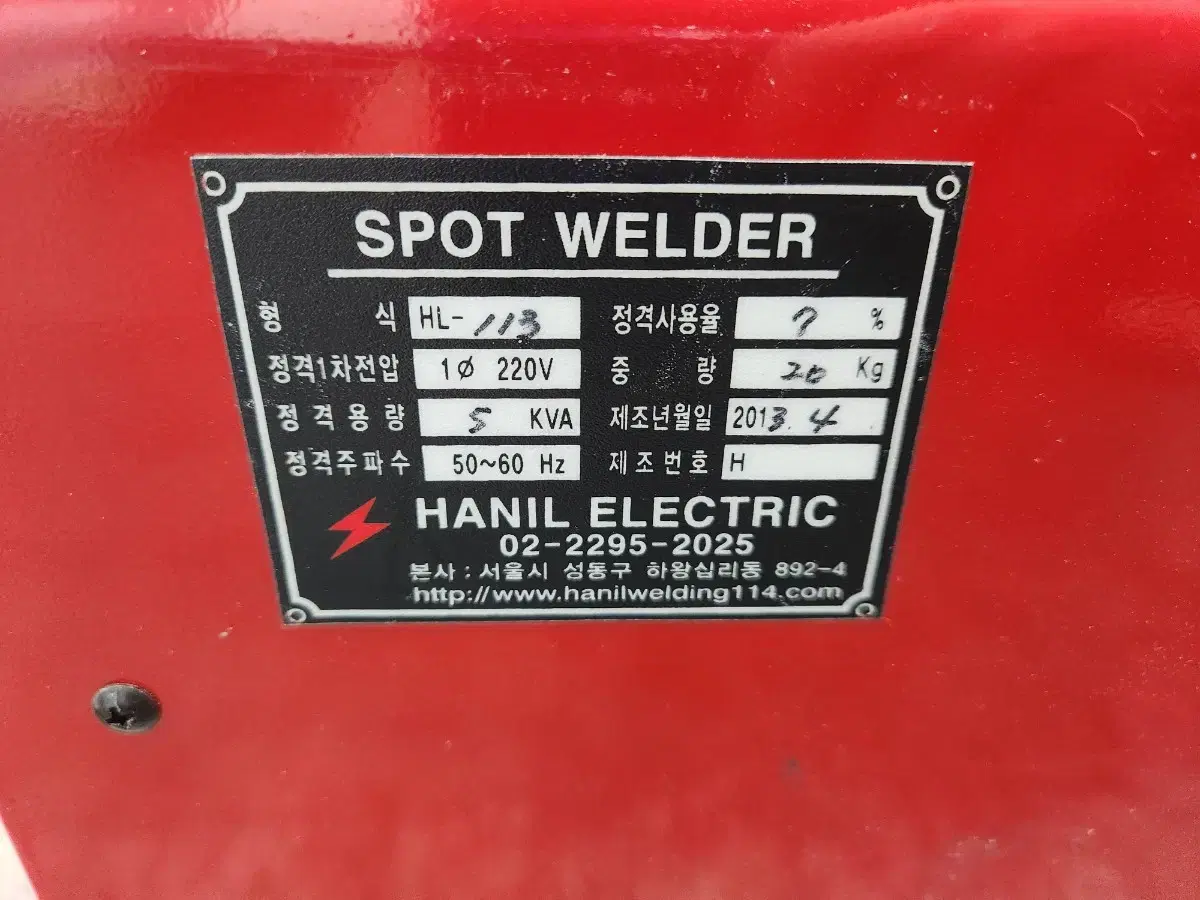 SPOT WELDER
형 식 HL-113 정격사용율 7 %
정격1차전압 1Ø 220V 중 량 20 Kg
정격용량 5 KVA 제조년월일 2013. 4
정격주파수 50~60 Hz 제조번호 H
HANIL ELECTRIC
02-2295-2025
본사 : 서울시 성동구 하왕십리동 892-4
http://www.hanilwelding114.com